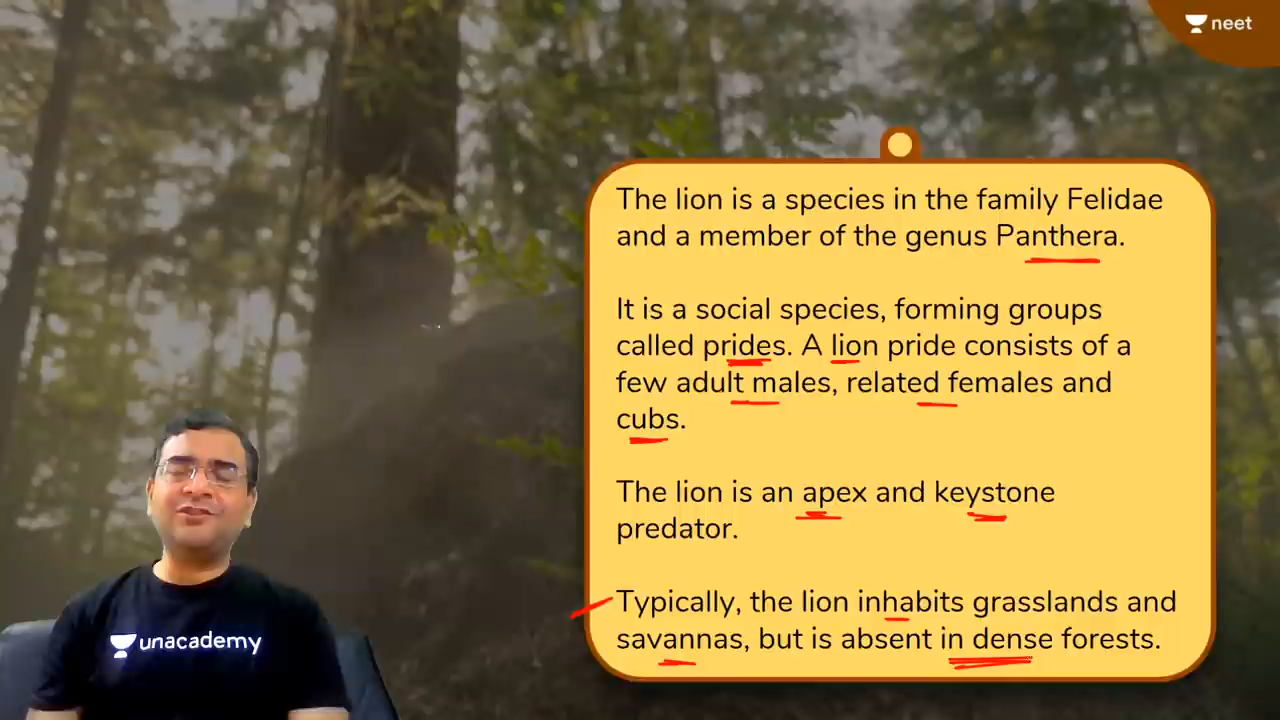 neet
The lion is a species in the family Felidae
and a member of the genus Panthera.
It is a social species, forming groups
called prides. A lion pride consists of a
few adult males, related females and
cubs.
The lion is an apex and keystone
predator.
Typically, the lion inhabits grasslands and
savannas, but is absent in dense forests.
unacademy